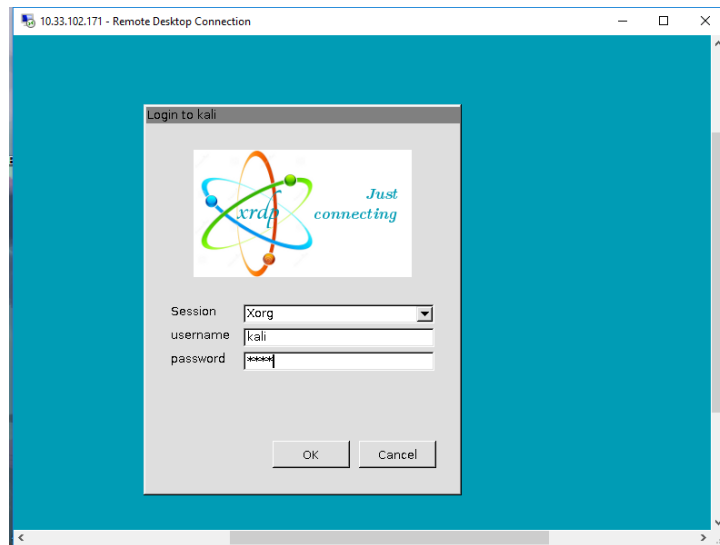 10.33.102.171 - Remote Desktop Connection
Login to kali
Just
xrdp connecting
Session Xorg
username kali
password ****
OK Cancel